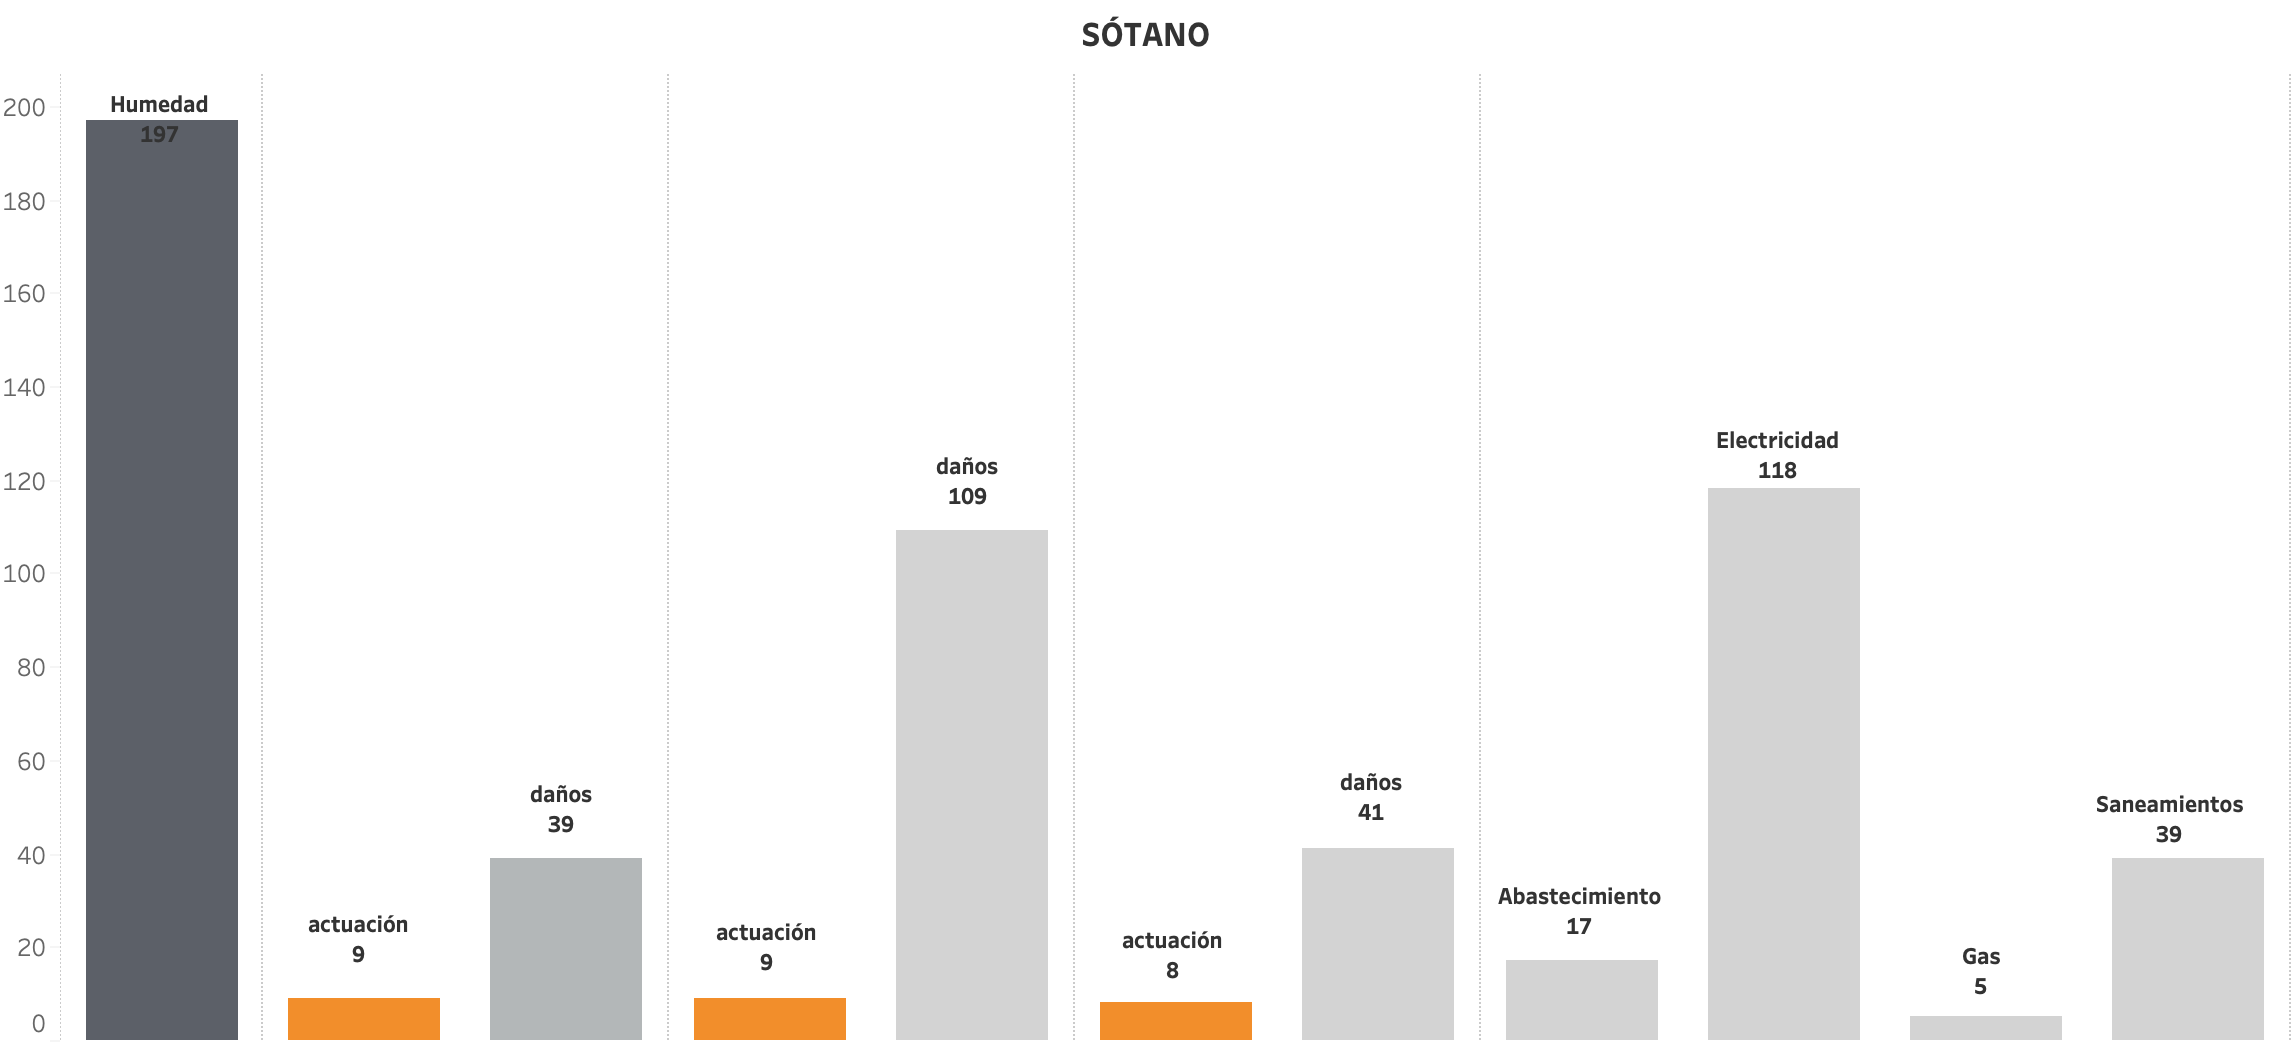 SÓTANO
200
180
160
140
120
100
80
60
40
20
0
Humedad
197
actuación
9
daños
39
actuación
9
daños
109
actuación
8
daños
41
Abastecimiento
17
Electricidad
118
Gas
5
Saneamientos
39